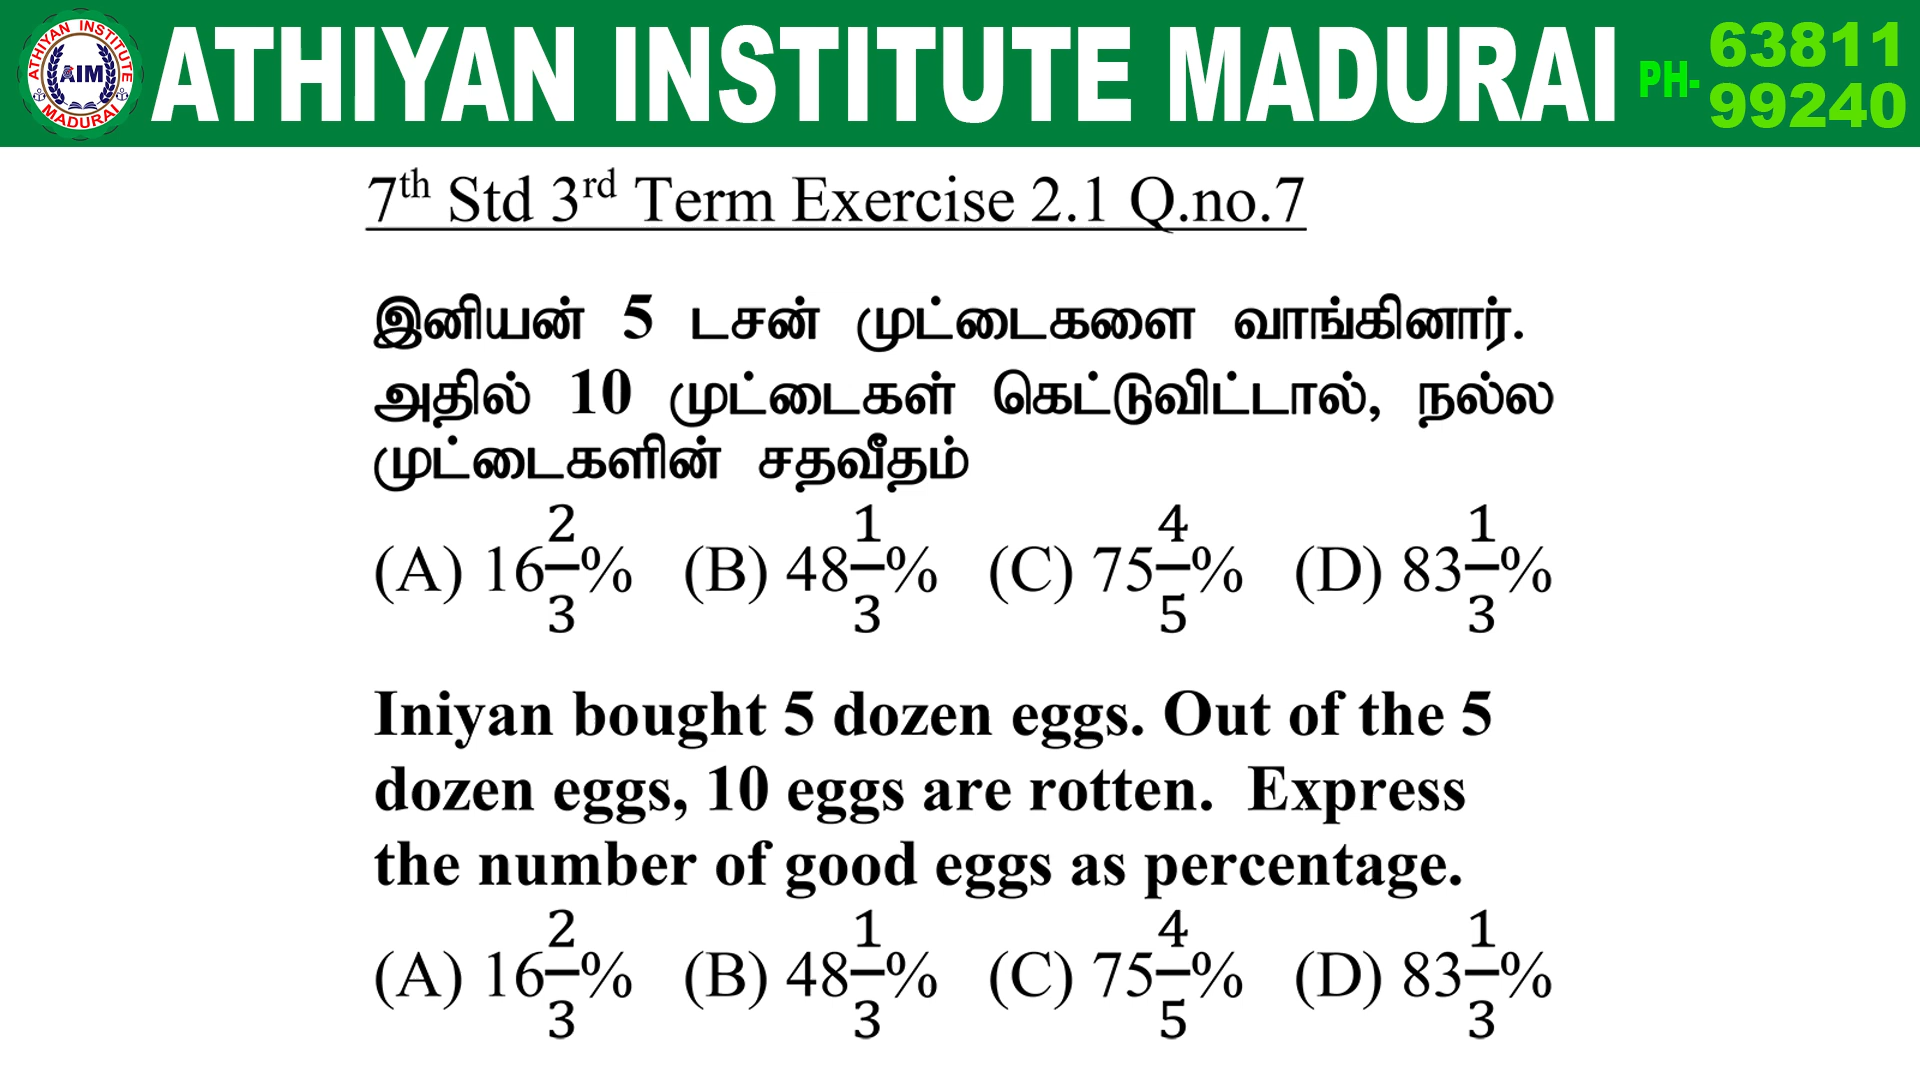 ATHIYAN INSTITUTE
AIM
MADURAI
ATHIYAN INSTITUTE MADURAI
PH-
63811
99240
7th Std 3rd Term Exercise 2.1 Q.no.7
இனியன் 5 டசன் முட்டைகளை வாங்கினார்.
அதில் 10 முட்டைகள் கெட்டுவிட்டால், நல்ல
முட்டைகளின் சதவீதம்
(A) 16 2/3% (B) 48 1/3% (C) 75 4/5% (D) 83 1/3%
Iniyan bought 5 dozen eggs. Out of the 5
dozen eggs, 10 eggs are rotten. Express
the number of good eggs as percentage.
(A) 16 2/3% (B) 48 1/3% (C) 75 4/5% (D) 83 1/3%